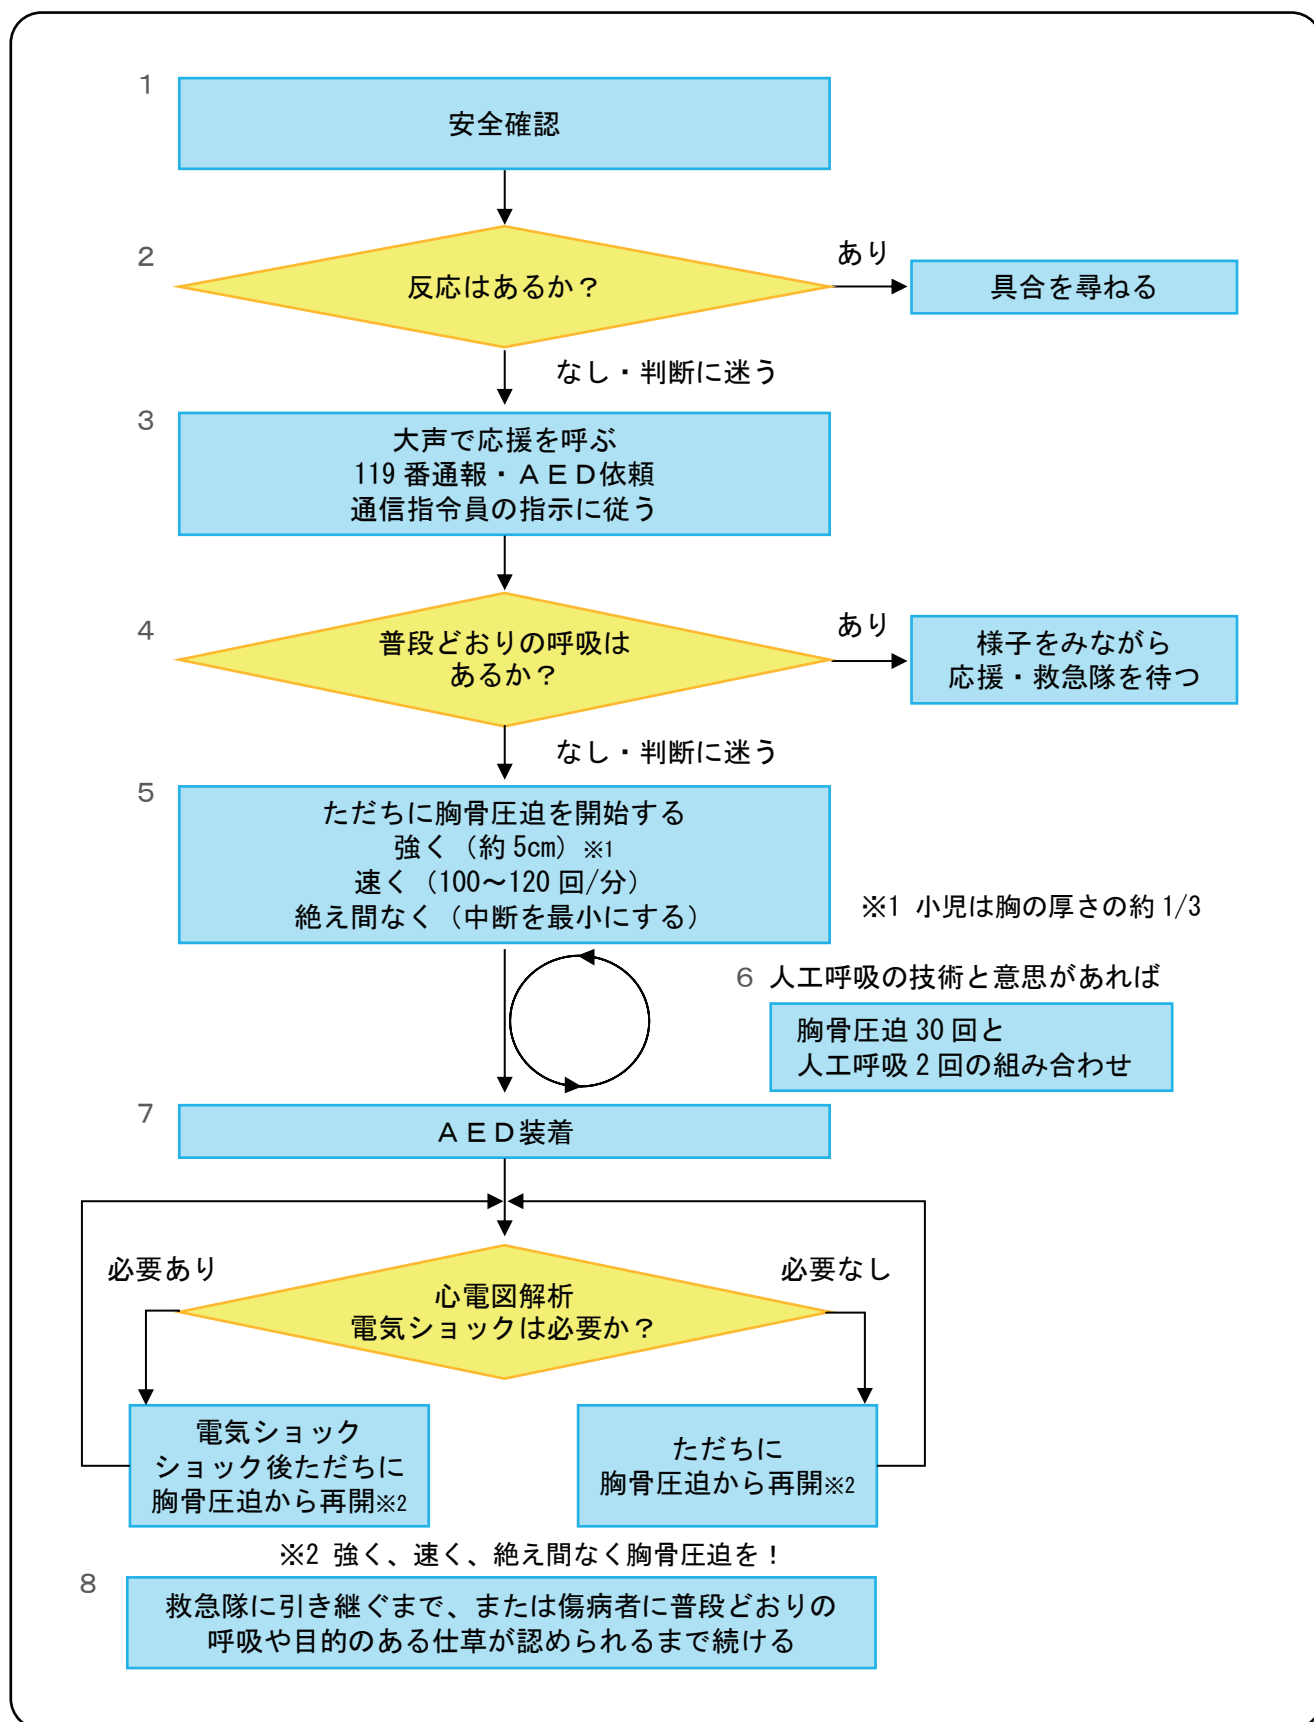 1
安全確認
2
反応はあるか？
あり
具合を尋ねる
なし・判断に迷う
3
大声で応援を呼ぶ
119番通報・ＡＥＤ依頼
通信指令員の指示に従う
4
普段どおりの呼吸は
あるか？
あり
様子をみながら
応援・救急隊を待つ
なし・判断に迷う
5
ただちに胸骨圧迫を開始する
強く（約5cm）※1
速く（100～120回/分）
絶え間なく（中断を最小にする）
※1 小児は胸の厚さの約1/3
6 人工呼吸の技術と意思があれば
胸骨圧迫30回と
人工呼吸2回の組み合わせ
7
ＡＥＤ装着
必要あり
心電図解析
電気ショックは必要か？
必要なし
電気ショック
ショック後ただちに
胸骨圧迫から再開※2
ただちに
胸骨圧迫から再開※2
※2 強く、速く、絶え間なく胸骨圧迫を！
8
救急隊に引き継ぐまで、または傷病者に普段どおりの
呼吸や目的のある仕草が認められるまで続ける